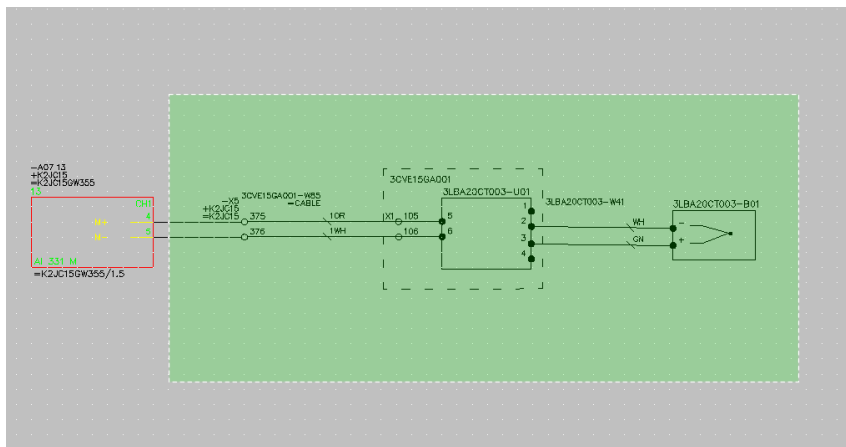 -A07 13
+K2JC15
=K2JC15GW355
13
CH1
4
M+
5
M-
AI 331 M
=K2JC15GW355/1.5
-X5
+K2JC15
=K2JC15
375
376
3CVE15GA001-W85
=CABLE
10R
1WH
3CVE15GA001
X1
105
106
3LBA20CT003-U01
5
6
1
2
3
4
3LBA20CT003-W41
WH
GN
3LBA20CT003-B01
-
+